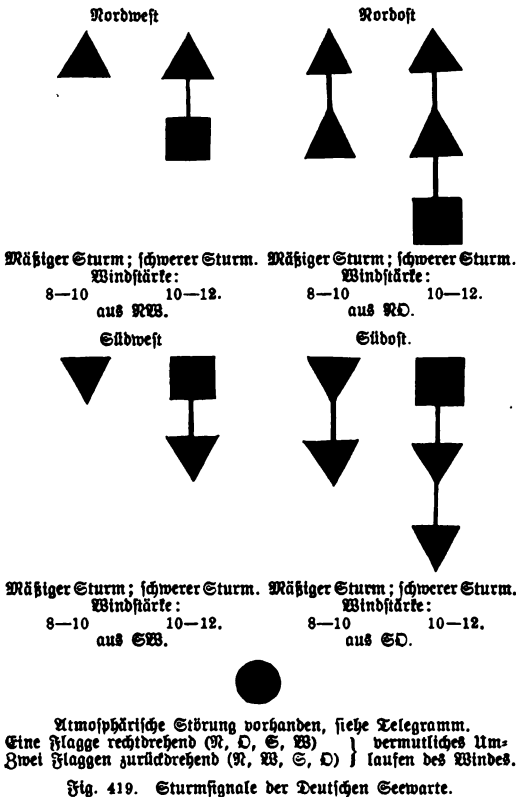 Nordwest Nordost
Mäßiger Sturm; schwerer Sturm. Mäßiger Sturm; schwerer Sturm.
Windstärke: Windstärke:
8—10 10—12. 8—10 10—12.
aus NW. aus NO.
Südwest Südost.
Mäßiger Sturm; schwerer Sturm. Mäßiger Sturm; schwerer Sturm.
Windstärke: Windstärke:
8—10 10—12. 8—10 10—12.
aus SW. aus SO.
Atmosphärische Störung vorhanden, siehe Telegramm.
Eine Flagge rechtdrehend (N, O, S, W) } vermutliches Um=
Zwei Flaggen zurückdrehend (N, W, S, O) } laufen des Windes.
Fig. 419. Sturmsignale der Deutschen Seewarte.